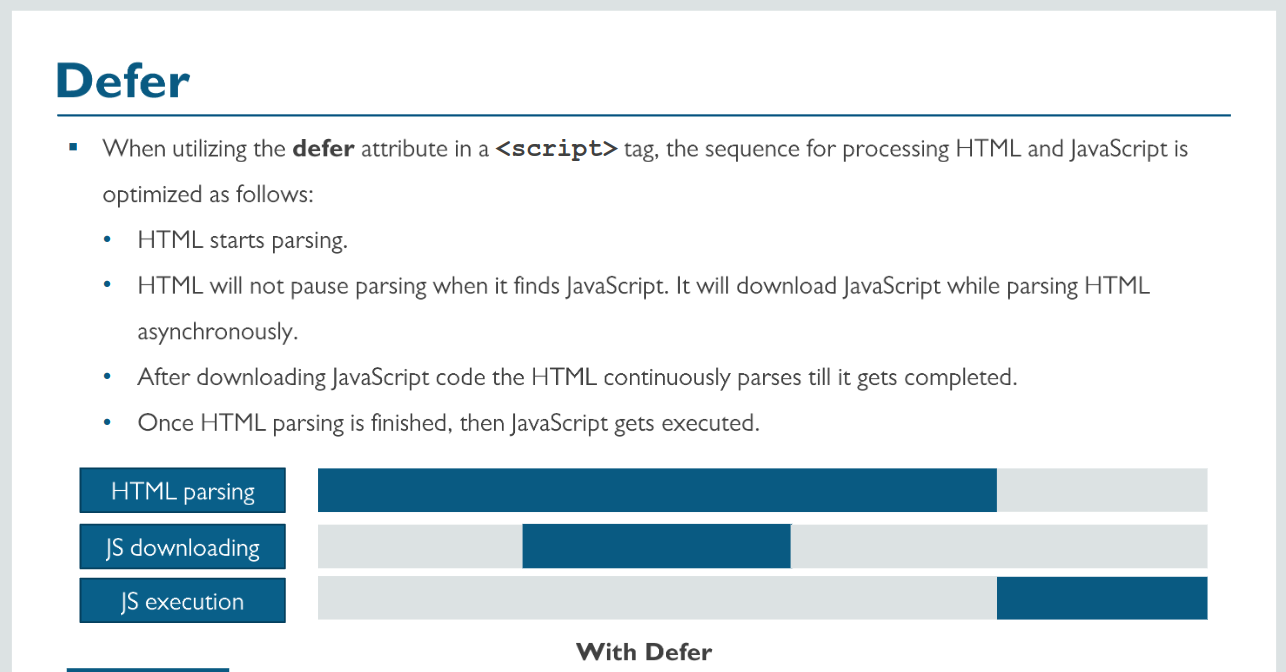 Defer
When utilizing the defer attribute in a <script> tag, the sequence for processing HTML and JavaScript is
optimized as follows:
HTML starts parsing.
HTML will not pause parsing when it finds JavaScript. It will download JavaScript while parsing HTML
asynchronously.
After downloading JavaScript code the HTML continuously parses till it gets completed.
Once HTML parsing is finished, then JavaScript gets executed.
HTML parsing
JS downloading
JS execution
With Defer